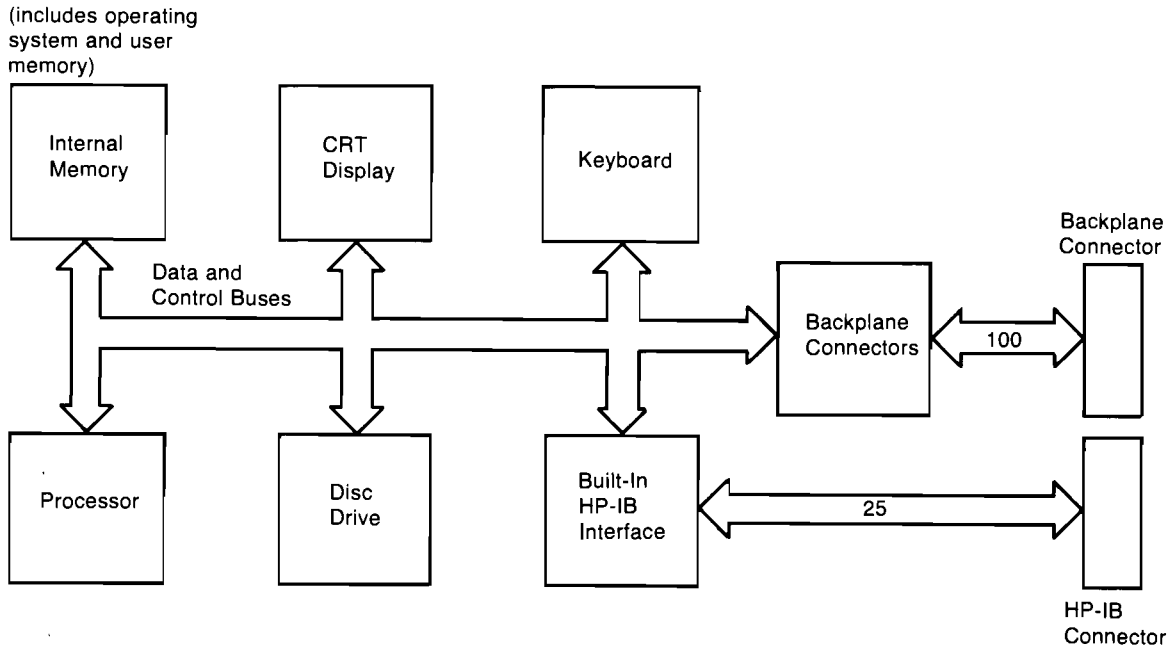 (includes operating
system and user
memory)
Internal
Memory
CRT
Display
Keyboard
Backplane
Connector
Data and
Control Buses
Backplane
Connectors
100
Processor
Disc
Drive
Built-In
HP-IB
Interface
25
HP-IB
Connector